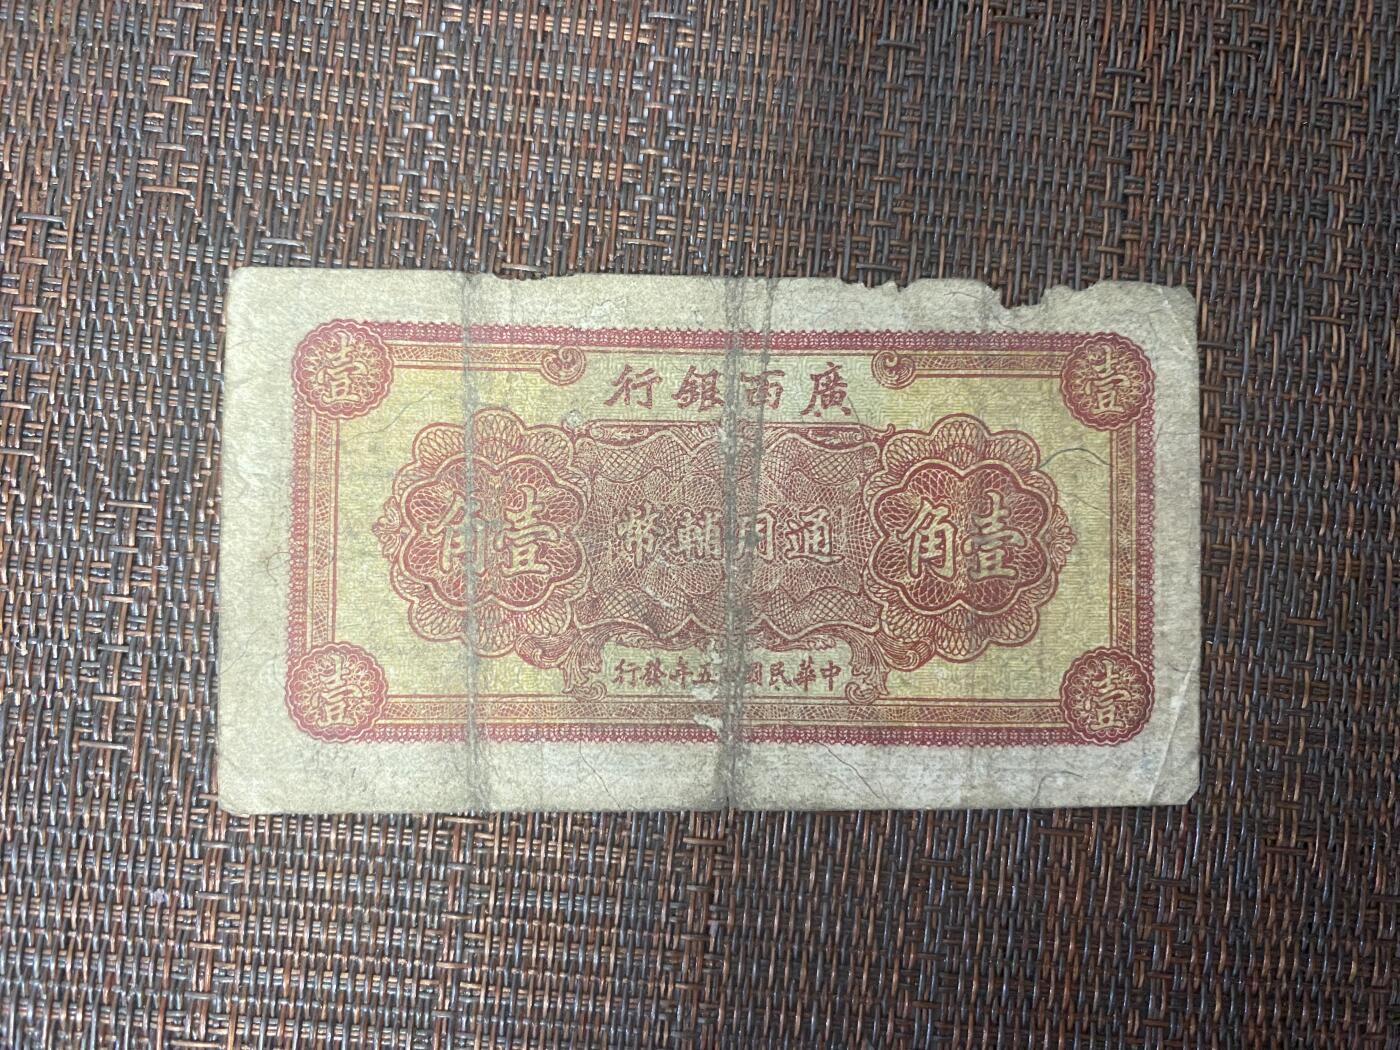 壹 壹
廣西銀行
壹角 通用輔幣 壹角
中華民國 五年發行
壹 壹